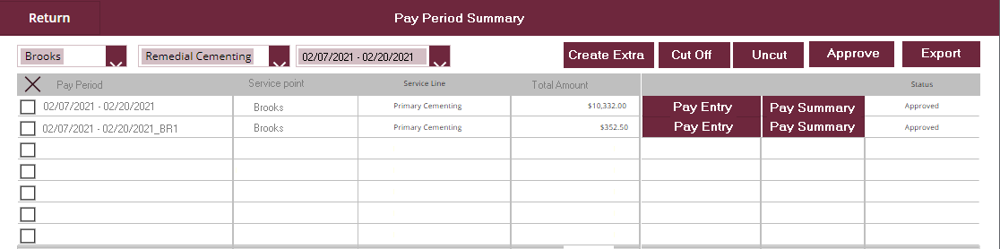 Return Pay Period Summary
Brooks Remedial Cementing 02/07/2021 - 02/20/2021 Create Extra Cut Off Uncut Approve Export
Pay Period Service point Service Line Total Amount Status
02/07/2021 - 02/20/2021 Brooks Primary Cementing $10,332.00 Pay Entry Pay Summary Approved
02/07/2021 - 02/20/2021_BR1 Brooks Primary Cementing $352.50 Pay Entry Pay Summary Approved